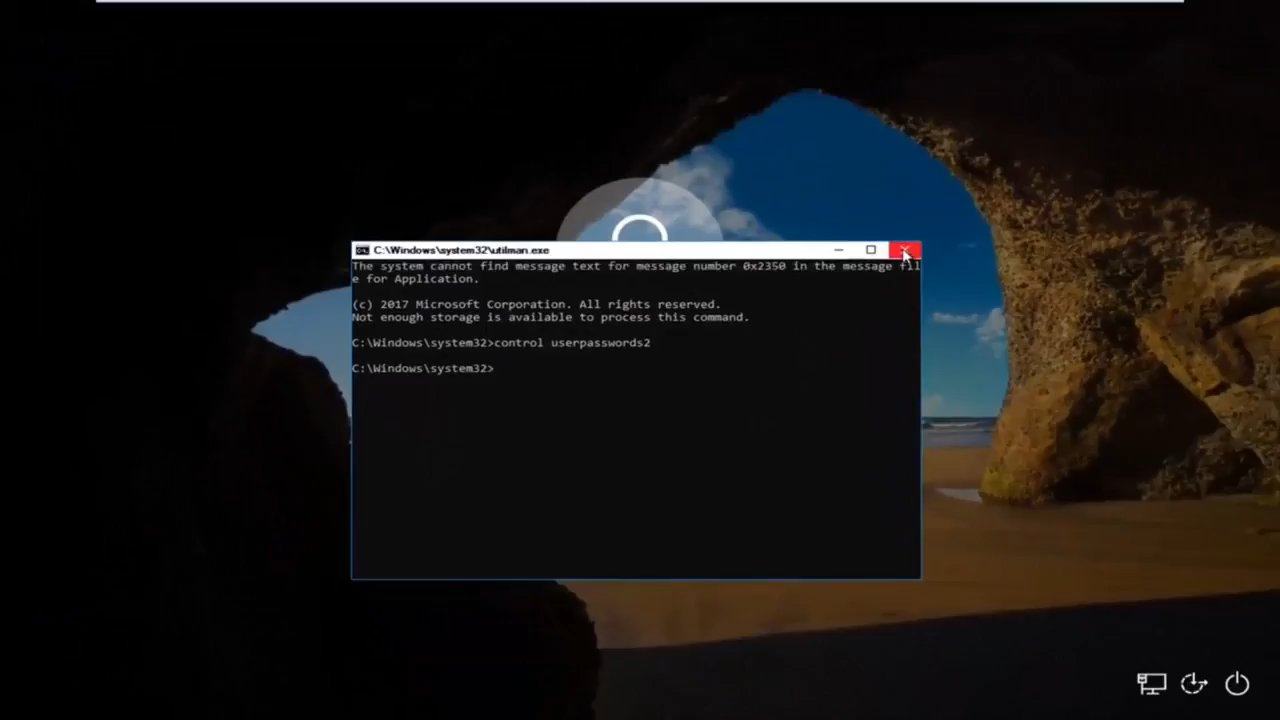 C:\Windows\system32\utilman.exe
The system cannot find message text for message number 0x2350 in the message fil
e for Application.
(c) 2017 Microsoft Corporation. All rights reserved.
Not enough storage is available to process this command.
C:\Windows\system32>control userpasswords2
C:\Windows\system32>